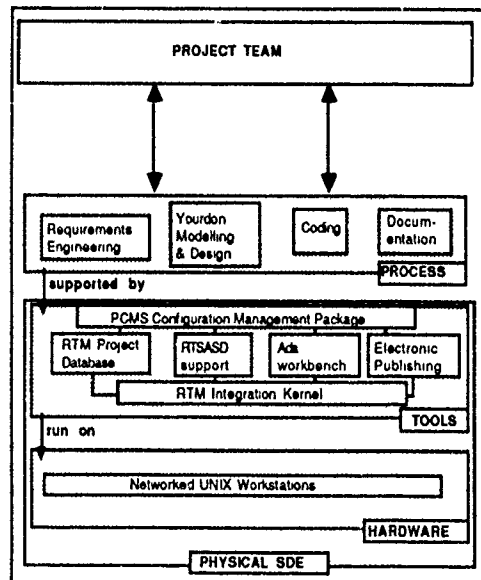 PROJECT TEAM
Requirements
Engineering
Yourdon
Modelling
& Design
Coding
Docum-
entation
PROCESS
supported by
PCMS Configuration Management Package
RTM Project
Database
RTSASD
support
Ada
workbench
Electronic
Publishing
RTM Integration Kernel
TOOLS
run on
Networked UNIX Workstations
HARDWARE
PHYSICAL SDE